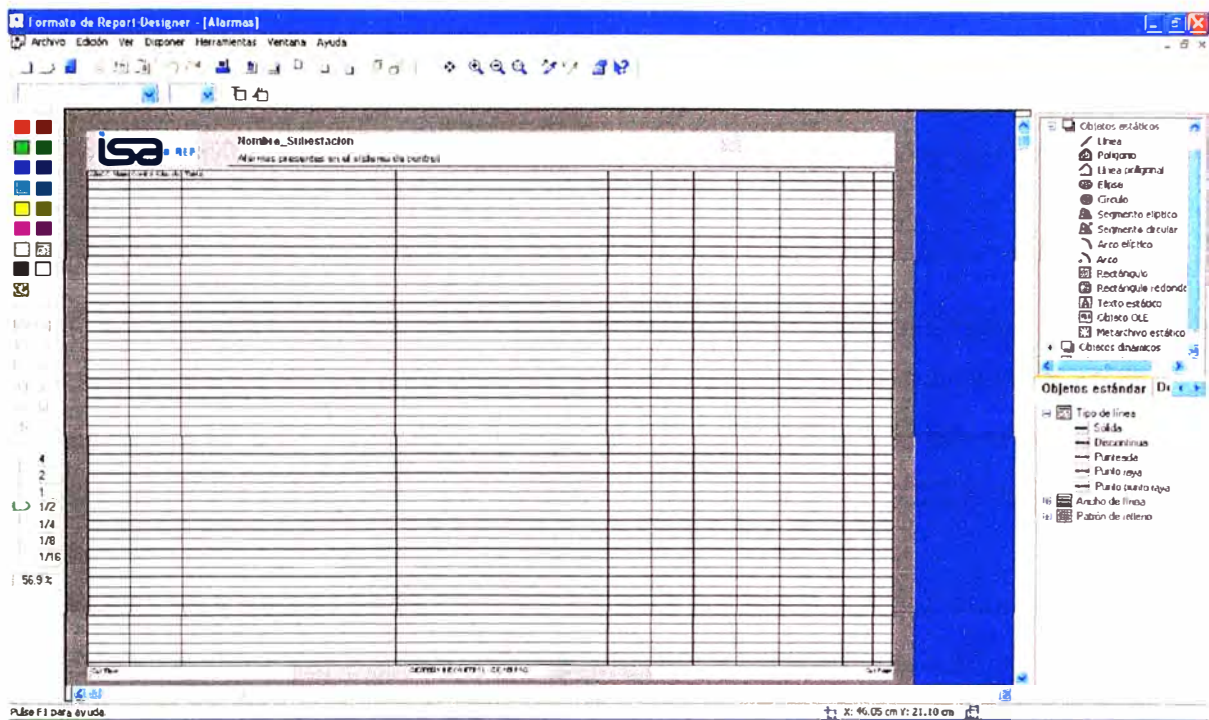 Formato de Report Designer - [Alarmas]
Archivo Edición Ver Disponer Herramientas Ventana Ayuda
isa REP
Nombre_Subestación
Alarmas presentes en el sistema de control
4
2
1
1/2
1/4
1/8
1/16
56.9 %
Objetos estáticos
Línea
Polígono
Línea poligonal
Elipse
Círculo
Segmento elíptico
Segmento circular
Arco elíptico
Arco
Rectángulo
Rectángulo redonde
Texto estático
Objeto OLE
Metarchivo estático
Objetos dinámicos
Objetos estándar
Tipo de línea
Sólida
Discontinua
Punteada
Punto raya
Punto punto raya
Ancho de línea
Patrón de relleno
Pulse F1 para ayuda
X: 46.05 cm Y: 21.10 cm